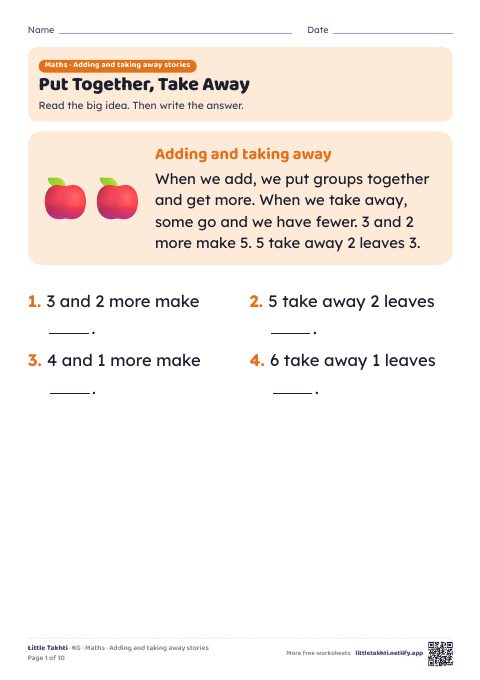 Name Date
Maths · Adding and taking away stories
Put Together, Take Away
Read the big idea. Then write the answer.
Adding and taking away
When we add, we put groups together
and get more. When we take away,
some go and we have fewer. 3 and 2
more make 5. 5 take away 2 leaves 3.
1. 3 and 2 more make
_____ .
2. 5 take away 2 leaves
_____ .
3. 4 and 1 more make
_____ .
4. 6 take away 1 leaves
_____ .
Little Takhti · KG · Maths · Adding and taking away stories
Page 1 of 10
More free worksheets · littletakhti.netlify.app